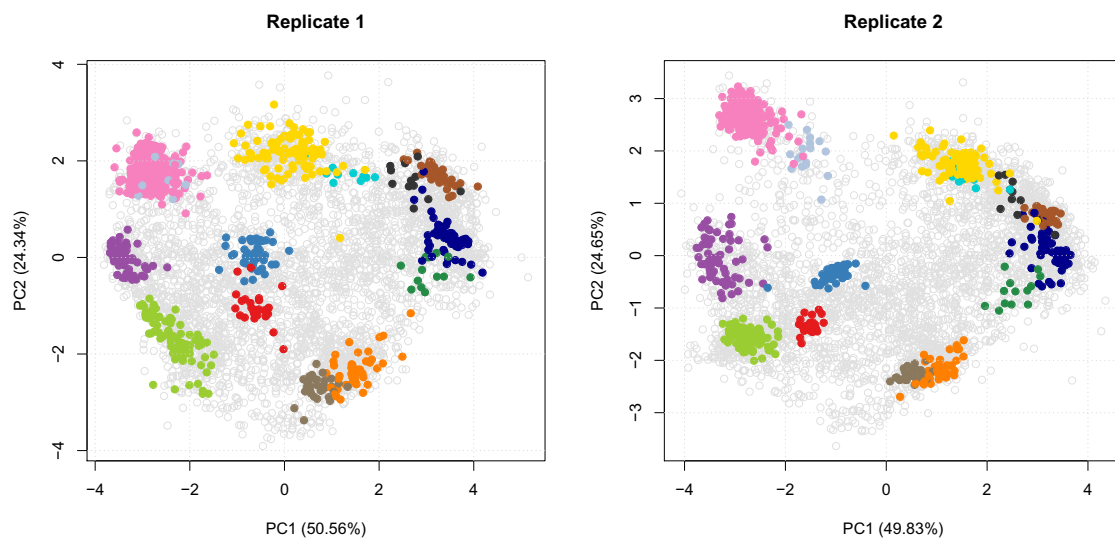 Replicate 1
4
2
0
−2
−4
PC2 (24.34%)
−4 −2 0 2 4
PC1 (50.56%)
Replicate 2
3
2
1
0
−1
−2
−3
PC2 (24.65%)
−4 −2 0 2 4
PC1 (49.83%)